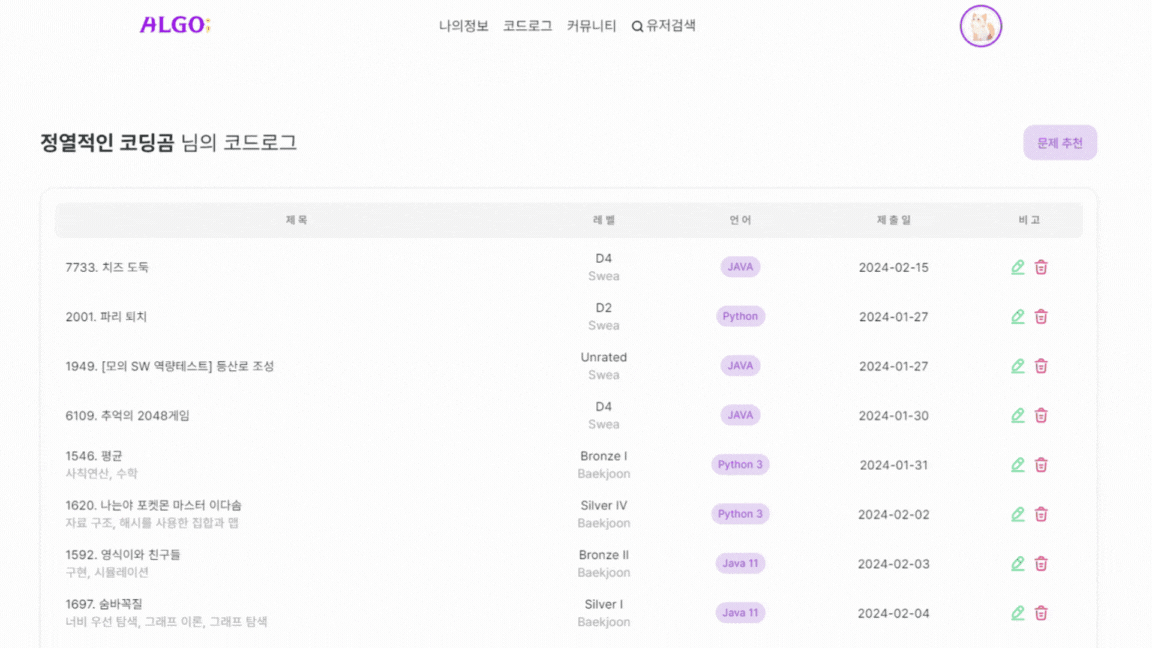 ALGO;
나의정보 코드로그 커뮤니티 유저검색
정열적인 코딩곰 님의 코드로그
문제 추천
제목 레벨 언어 제출일 비고
7733. 치즈 도둑 D4 Swea JAVA 2024-02-15
2001. 파리 퇴치 D2 Swea Python 2024-01-27
1949. [모의 SW 역량테스트] 등산로 조성 Unrated Swea JAVA 2024-01-27
6109. 추억의 2048게임 D4 Swea JAVA 2024-01-30
1546. 평균 Bronze I Python 3 2024-01-31
사칙연산, 수학 Baekjoon
1620. 나는야 포켓몬 마스터 이다솜 Silver IV Python 3 2024-02-02
자료 구조, 해시를 사용한 집합과 맵 Baekjoon
1592. 영식이와 친구들 Bronze II Java 11 2024-02-03
구현, 시뮬레이션 Baekjoon
1697. 숨바꼭질 Silver I Java 11 2024-02-04
너비 우선 탐색, 그래프 이론, 그래프 탐색 Baekjoon